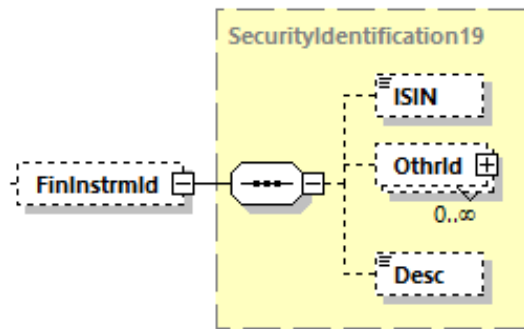 SecurityIdentification19
ISIN
FinInstrmId
OthrId
0..∞
Desc